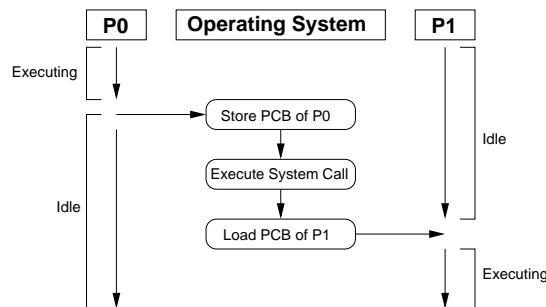 P0 Operating System P1
Executing
Store PCB of P0
Idle
Execute System Call
Idle
Load PCB of P1
Executing